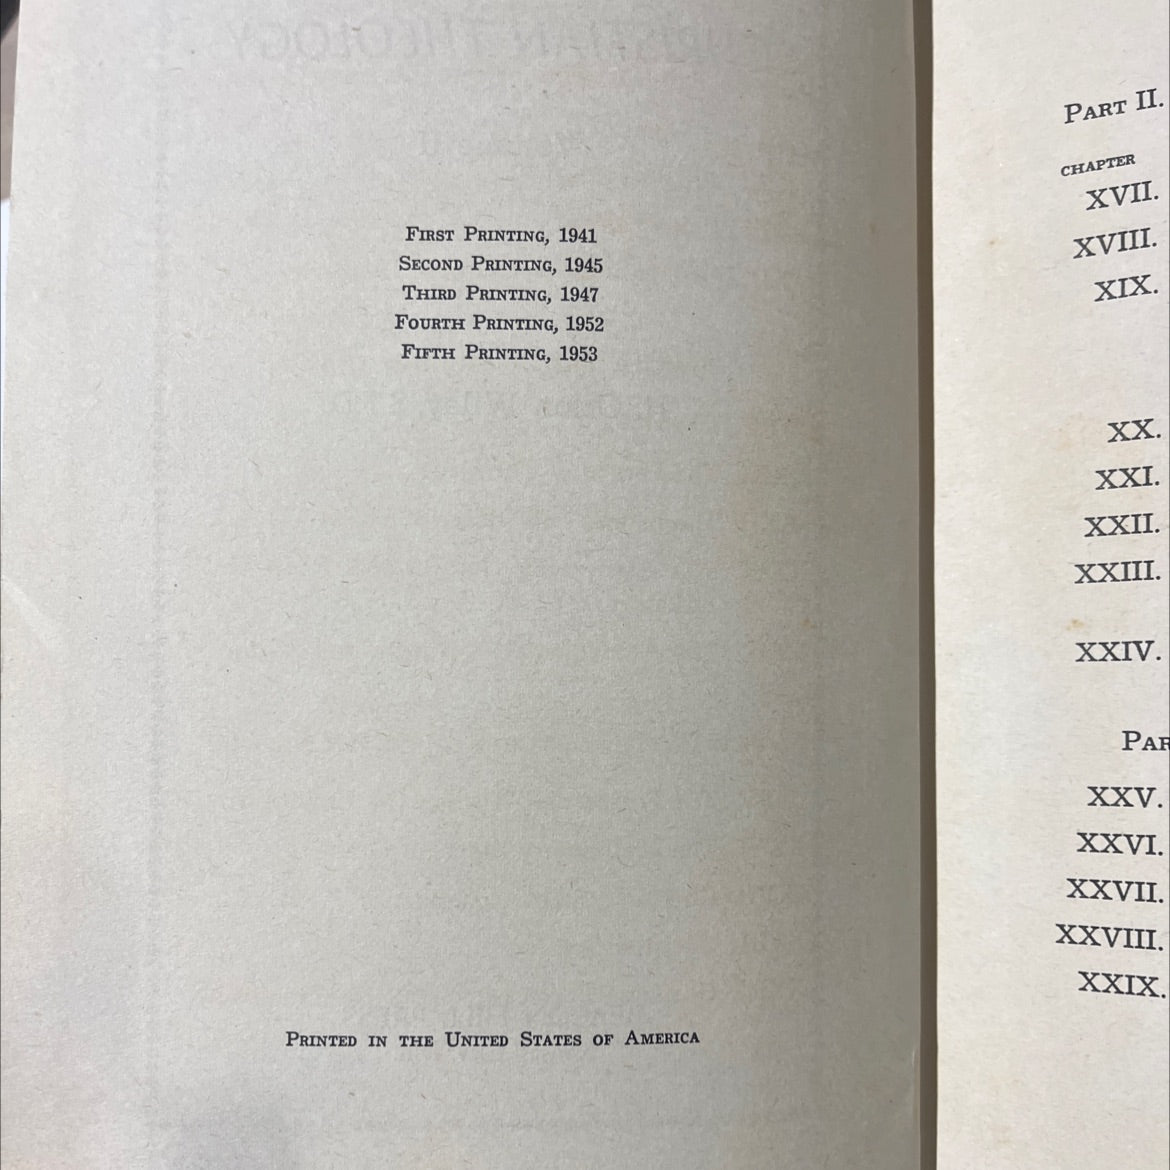 First Printing, 1941
Second Printing, 1945
Third Printing, 1947
Fourth Printing, 1952
Fifth Printing, 1953
Printed in the United States of America
Part II.
CHAPTER
XVII.
XVIII.
XIX.
XX.
XXI.
XXII.
XXIII.
XXIV.
XXV.
XXVI.
XXVII.
XXVIII.
XXIX.